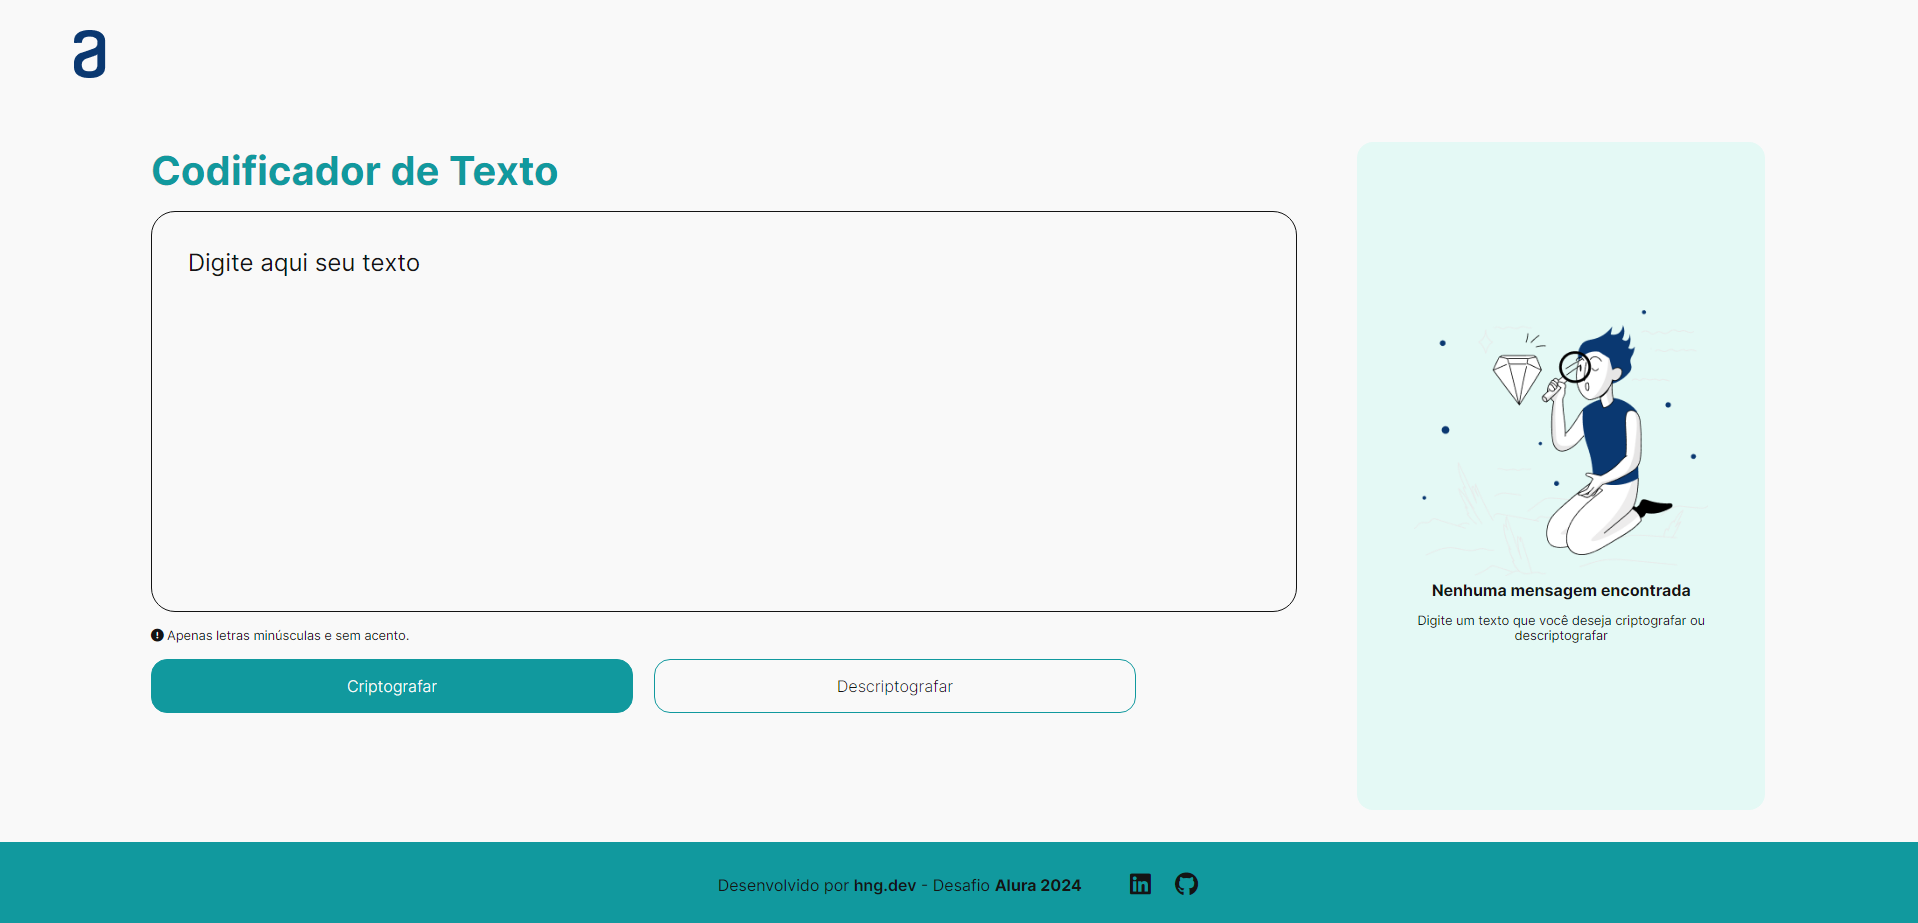 a
Codificador de Texto
Digite aqui seu texto
Apenas letras minúsculas e sem acento.
Criptografar
Descriptografar
Nenhuma mensagem encontrada
Digite um texto que você deseja criptografar ou
descriptografar
Desenvolvido por hng.dev - Desafio Alura 2024
in